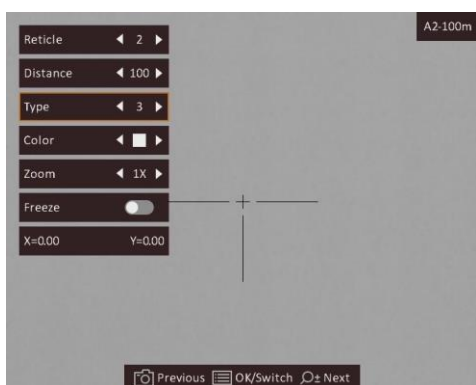 A2-100m
Reticle 2
Distance 100
Type 3
Color
Zoom 1X
Freeze
X=0.00 Y=0.00
Previous OK/Switch Next